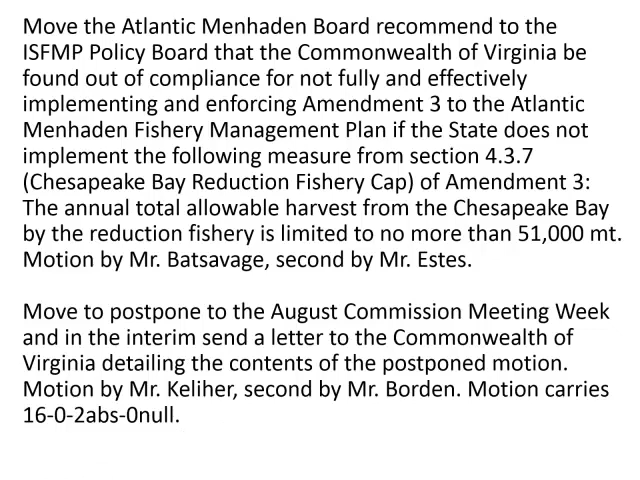 Move the Atlantic Menhaden Board recommend to the
ISFMP Policy Board that the Commonwealth of Virginia be
found out of compliance for not fully and effectively
implementing and enforcing Amendment 3 to the Atlantic
Menhaden Fishery Management Plan if the State does not
implement the following measure from section 4.3.7
(Chesapeake Bay Reduction Fishery Cap) of Amendment 3:
The annual total allowable harvest from the Chesapeake Bay
by the reduction fishery is limited to no more than 51,000 mt.
Motion by Mr. Batsavage, second by Mr. Estes.
Move to postpone to the August Commission Meeting Week
and in the interim send a letter to the Commonwealth of
Virginia detailing the contents of the postponed motion.
Motion by Mr. Keliher, second by Mr. Borden. Motion carries
16-0-2abs-0null.